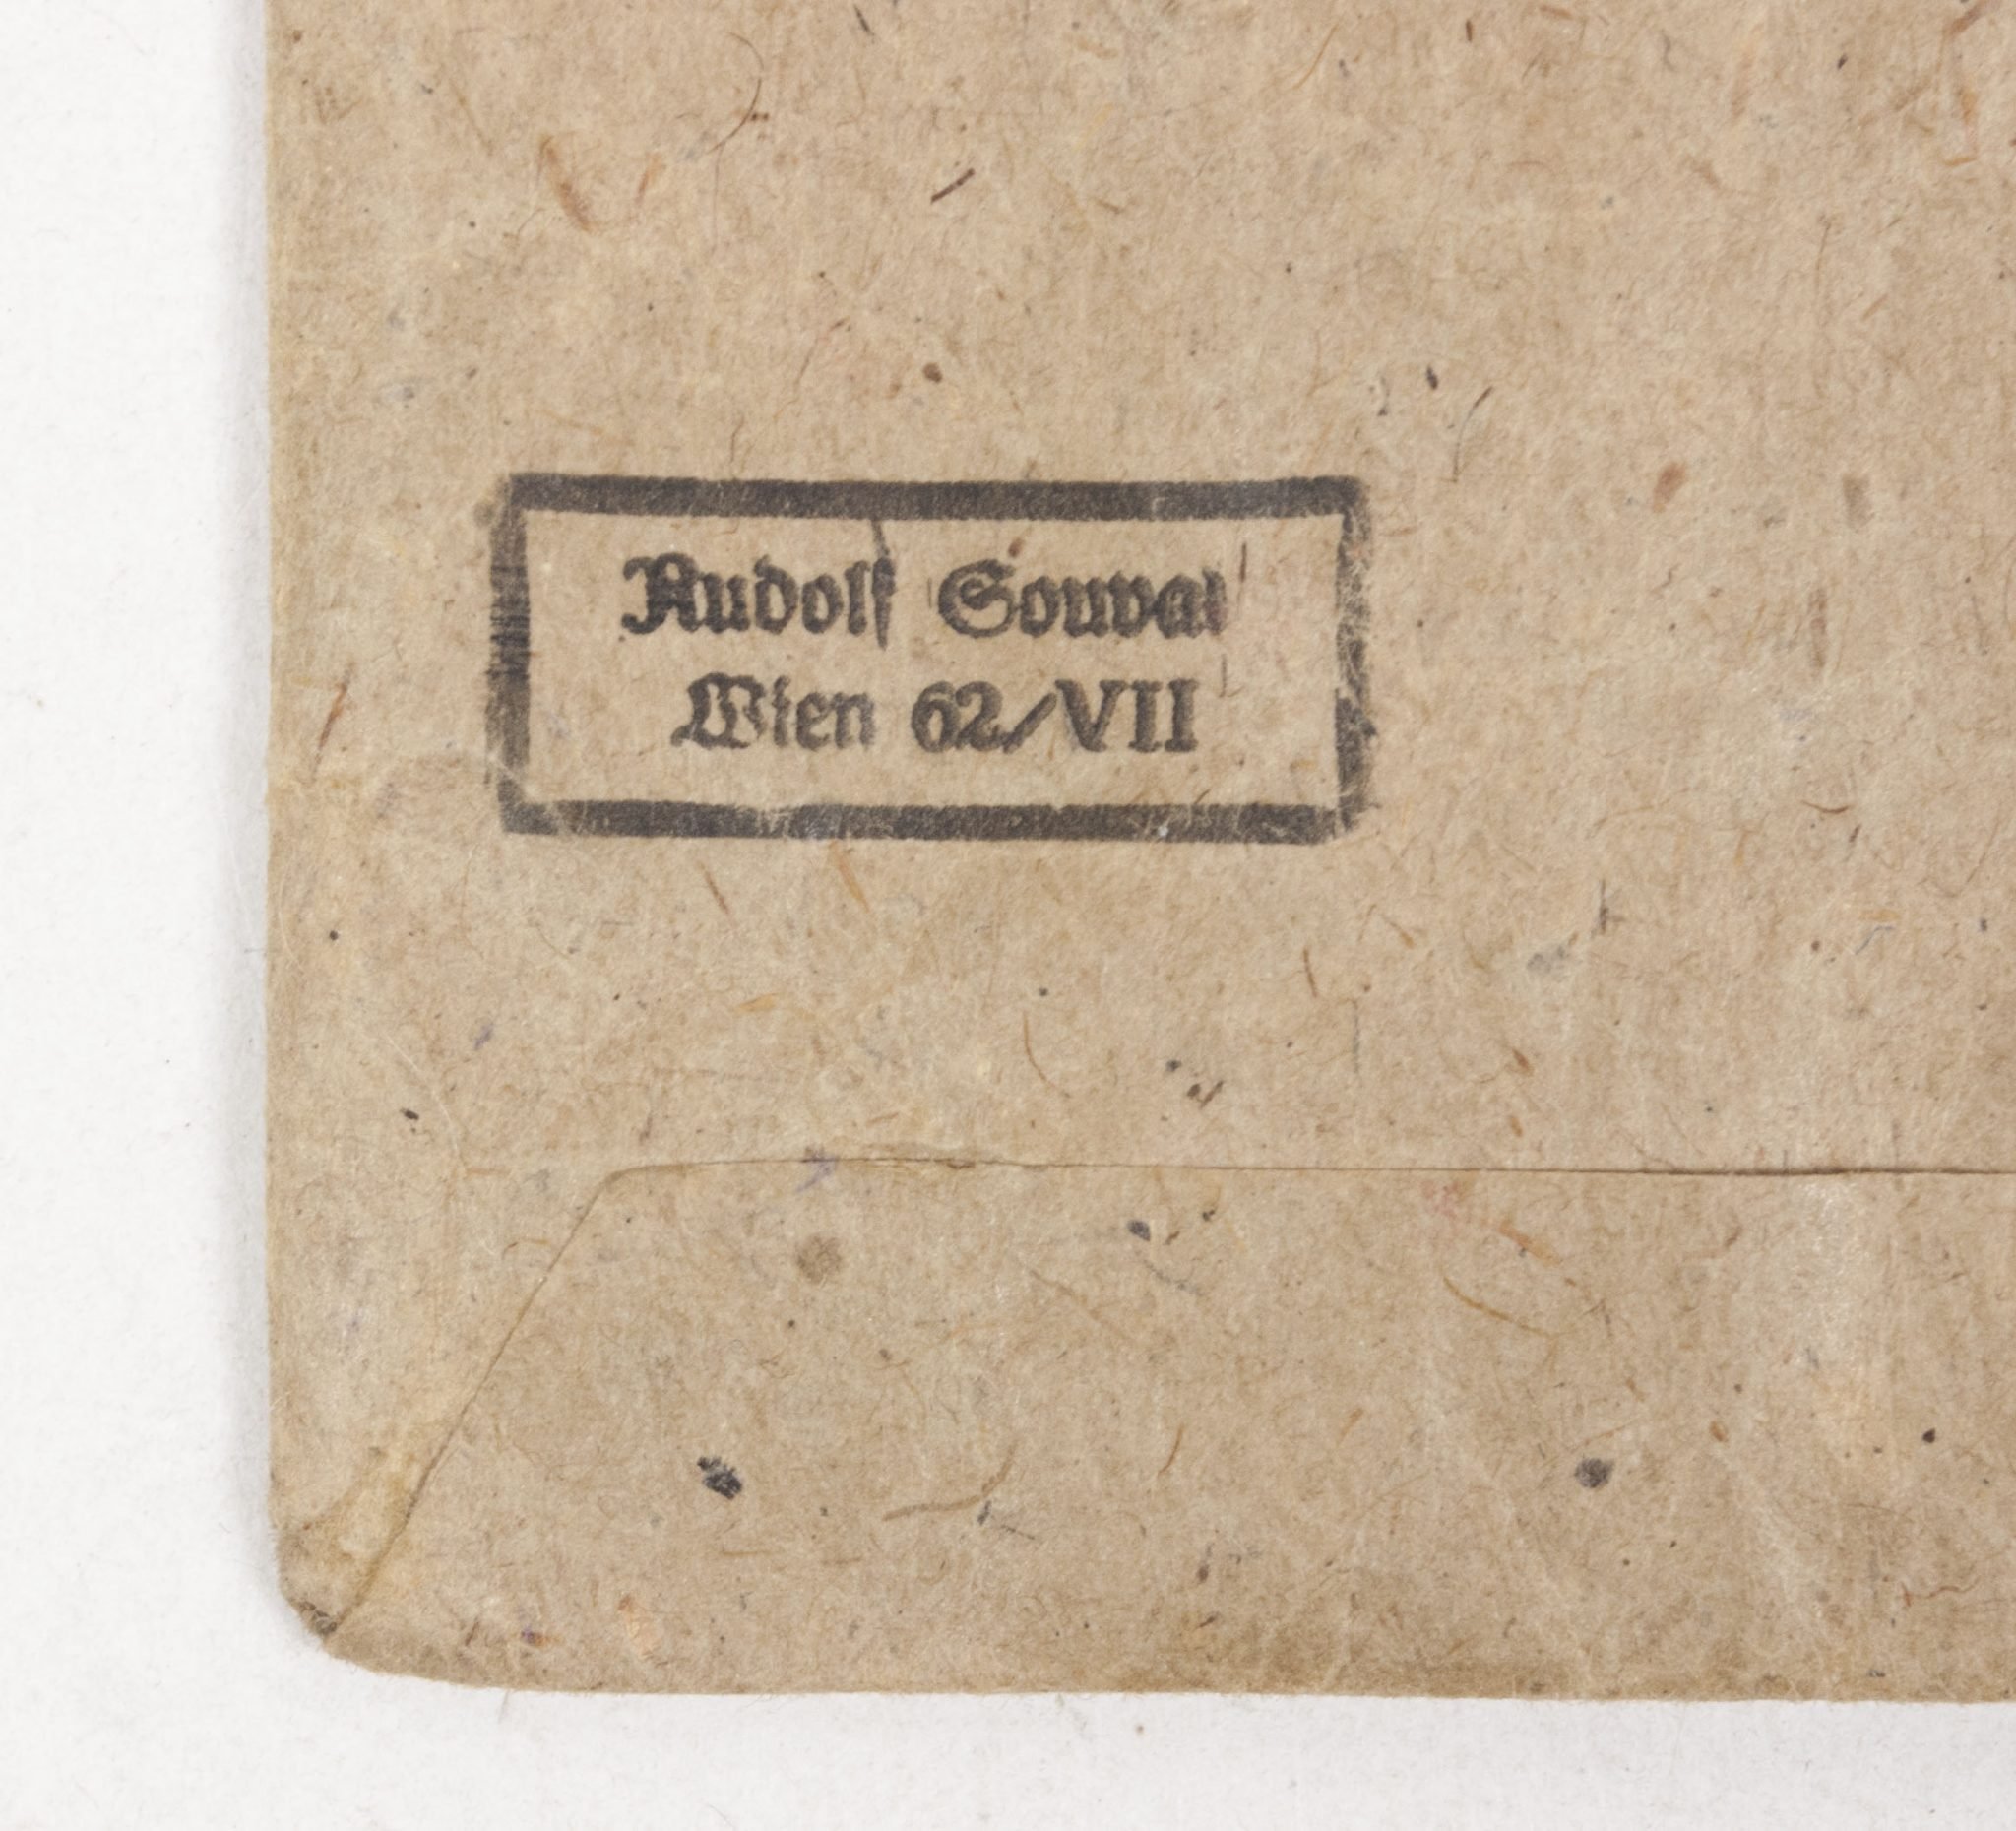 Rudolf Souval
Wien 62/VII